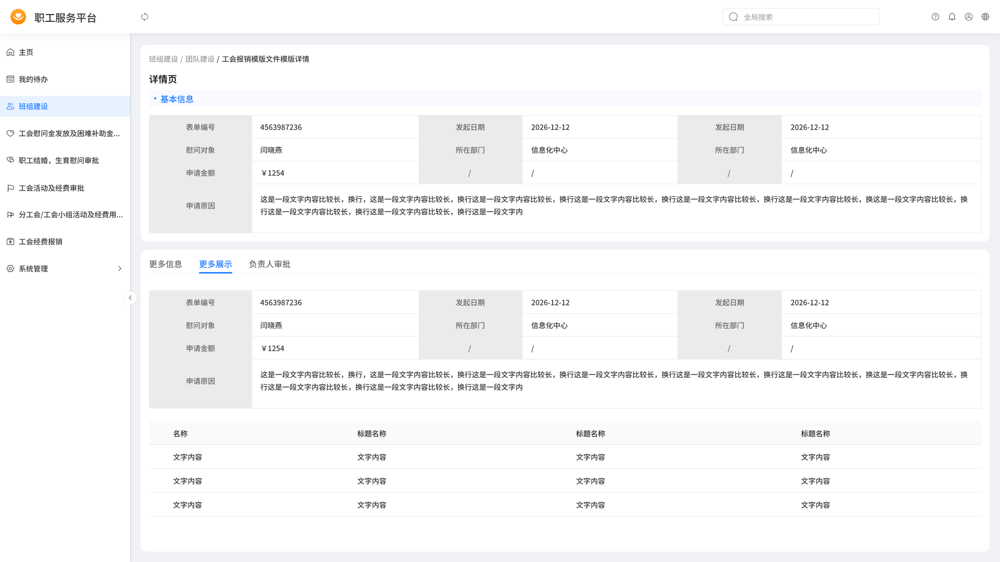 职工服务平台
全局搜索
主页
我的待办
班组建设
工会慰问金发放及困难补助金...
职工结婚，生育慰问审批
工会活动及经费审批
分工会/工会小组活动及经费用...
工会经费报销
系统管理
班组建设 / 团队建设 / 工会报销模版文件模版详情
详情页
• 基本信息
表单编号 4563987236 发起日期 2026-12-12 发起日期 2026-12-12
慰问对象 闫晓燕 所在部门 信息化中心 所在部门 信息化中心
申请金额 ￥1254 / / / /
申请原因
这是一段文字内容比较长，换行，这是一段文字内容比较长，换行这是一段文字内容比较长，换行这是一段文字内容比较长，换行这是一段文字内容比较长，换行这是一段文字内容比较长，换这是一段文字内容比较长，换
行这是一段文字内容比较长，换行这是一段文字内容比较长，换行这是一段文字内
更多信息 更多展示 负责人审批
表单编号 4563987236 发起日期 2026-12-12 发起日期 2026-12-12
慰问对象 闫晓燕 所在部门 信息化中心 所在部门 信息化中心
申请金额 ￥1254 / / / /
申请原因
这是一段文字内容比较长，换行，这是一段文字内容比较长，换行这是一段文字内容比较长，换行这是一段文字内容比较长，换行这是一段文字内容比较长，换行这是一段文字内容比较长，换这是一段文字内容比较长，换
行这是一段文字内容比较长，换行这是一段文字内容比较长，换行这是一段文字内
名称 标题名称 标题名称 标题名称
文字内容 文字内容 文字内容 文字内容
文字内容 文字内容 文字内容 文字内容
文字内容 文字内容 文字内容 文字内容